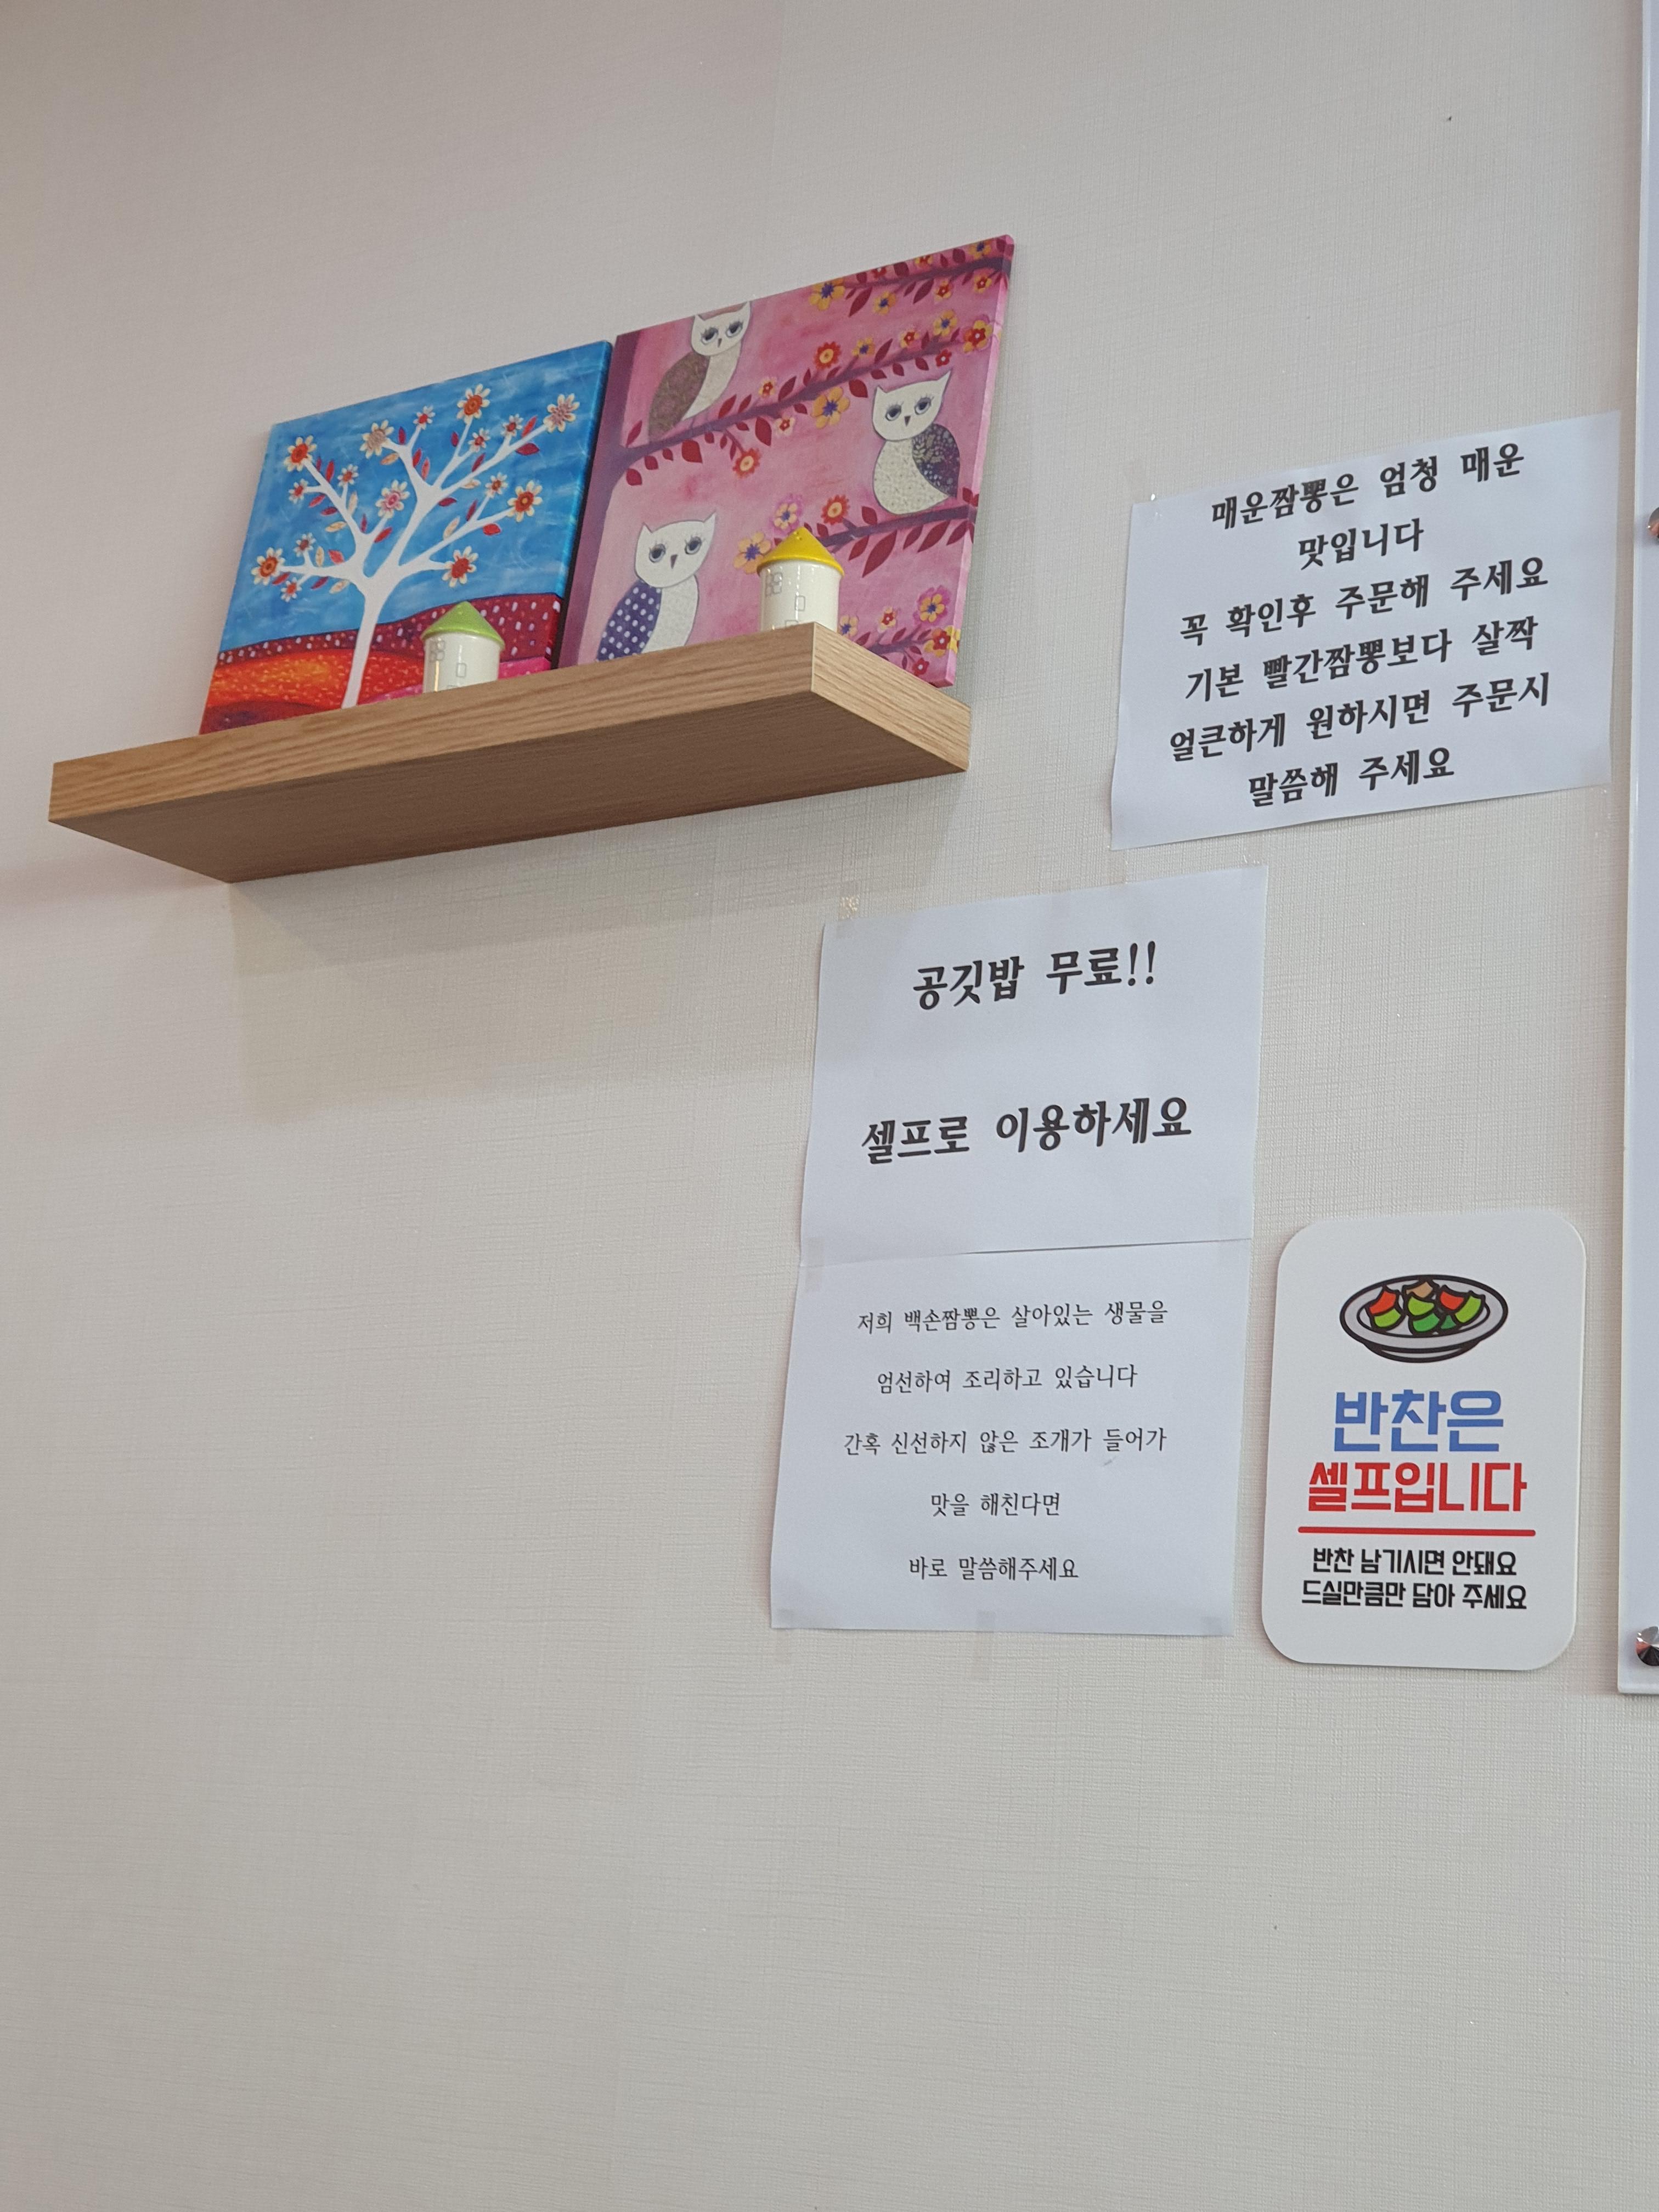 매운짬뽕은 엄청 매운
맛입니다
꼭 확인후 주문해 주세요
기본 빨간짬뽕보다 살짝
얼큰하게 원하시면 주문시
말씀해 주세요
공깃밥 무료!!
셀프로 이용하세요
저희 백손짬뽕은 살아있는 생물을
엄선하여 조리하고 있습니다
간혹 신선하지 않은 조개가 들어가
맛을 해친다면
바로 말씀해주세요
반찬은
셀프입니다
반찬 남기시면 안돼요
드실만큼만 담아 주세요